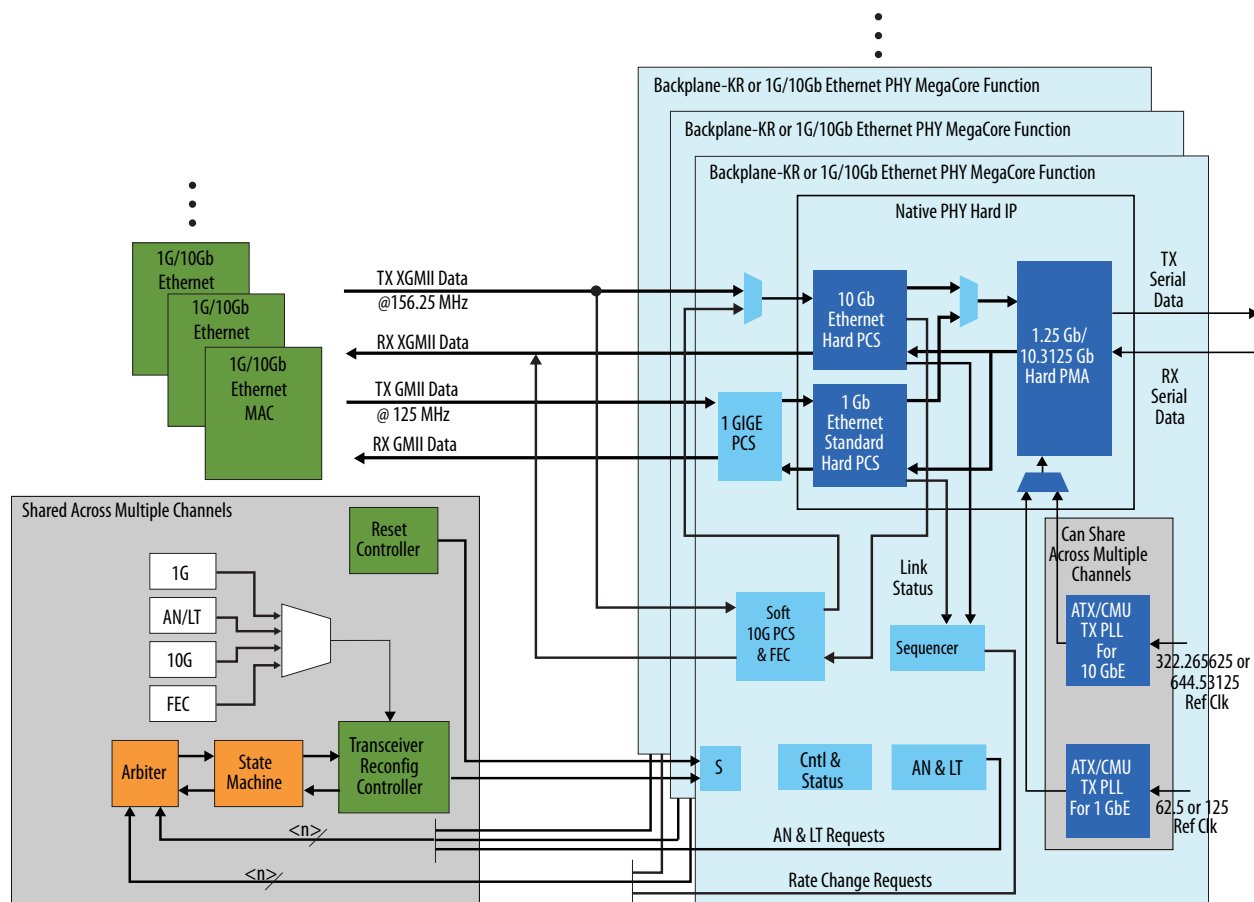 Backplane-KR or 1G/10Gb Ethernet PHY MegaCore Function
Backplane-KR or 1G/10Gb Ethernet PHY MegaCore Function
Backplane-KR or 1G/10Gb Ethernet PHY MegaCore Function
Native PHY Hard IP
1G/10Gb
Ethernet
1G/10Gb
Ethernet
1G/10Gb
Ethernet
MAC
TX XGMII Data
@156.25 MHz
RX XGMII Data
TX GMII Data
@ 125 MHz
RX GMII Data
10 Gb
Ethernet
Hard PCS
1.25 Gb/
10.3125 Gb
Hard PMA
TX
Serial
Data
RX
Serial
Data
1 GIGE
PCS
1 Gb
Ethernet
Standard
Hard PCS
Shared Across Multiple Channels
Reset
Controller
1G
AN/LT
10G
FEC
Arbiter
State
Machine
Transceiver
Reconfig
Controller
Soft
10G PCS
& FEC
Link
Status
Sequencer
Can Share
Across Multiple
Channels
ATX/CMU
TX PLL
For
10 GbE
322.265625 or
644.53125
Ref Clk
ATX/CMU
TX PLL
For 1 GbE
62.5 or 125
Ref Clk
S
Cntl &
Status
AN & LT
<n>
AN & LT Requests
<n>
Rate Change Requests